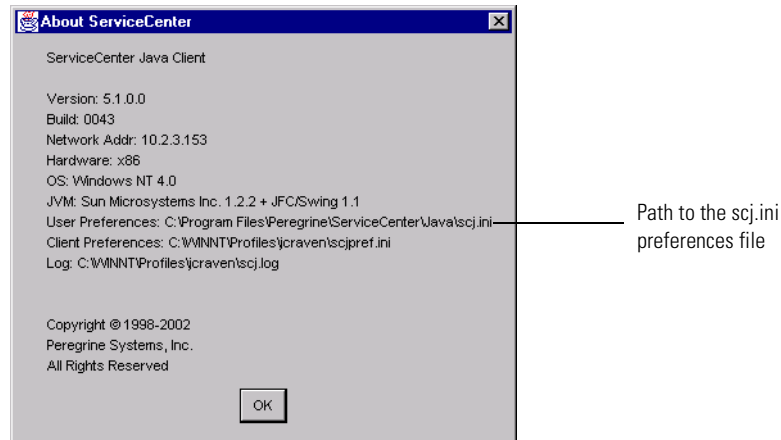 About ServiceCenter
ServiceCenter Java Client
Version: 5.1.0.0
Build: 0043
Network Addr: 10.2.3.153
Hardware: x86
OS: Windows NT 4.0
JVM: Sun Microsystems Inc. 1.2.2 + JFC/Swing 1.1
User Preferences: C:\Program Files\Peregrine\ServiceCenter\Java\scj.ini
Client Preferences: C:\WINNT\Profiles\jcraven\scjpref.ini
Log: C:\WINNT\Profiles\jcraven\scj.log
Path to the scj.ini
preferences file
Copyright © 1998-2002
Peregrine Systems, Inc.
All Rights Reserved
OK